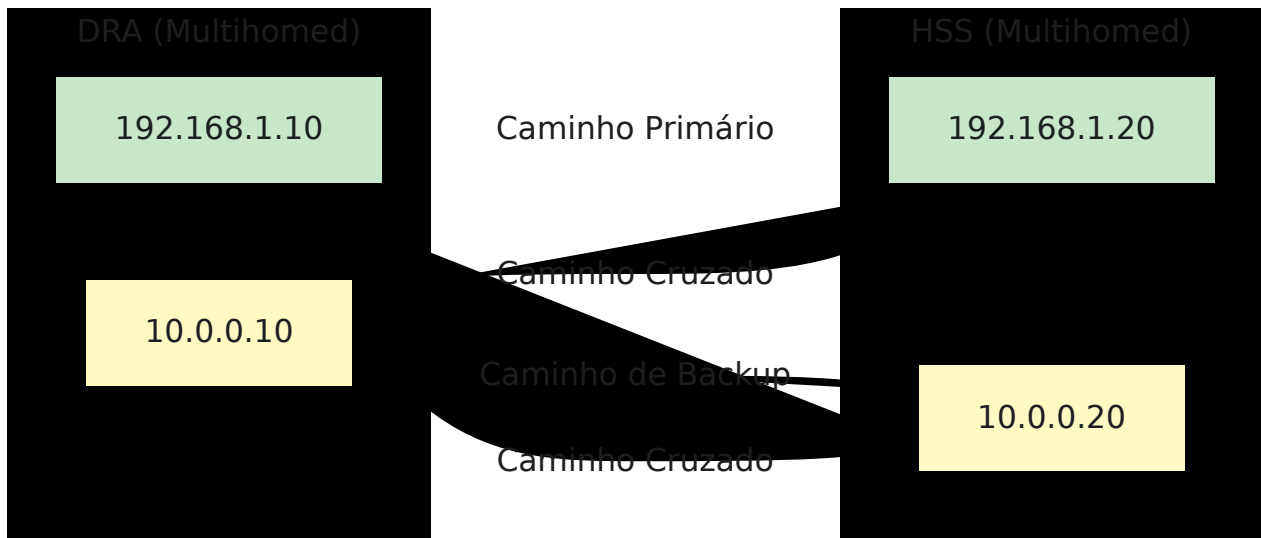 DRA (Multihomed)
HSS (Multihomed)
192.168.1.10
Caminho Primário
192.168.1.20
Caminho Cruzado
10.0.0.10
Caminho de Backup
10.0.0.20
Caminho Cruzado